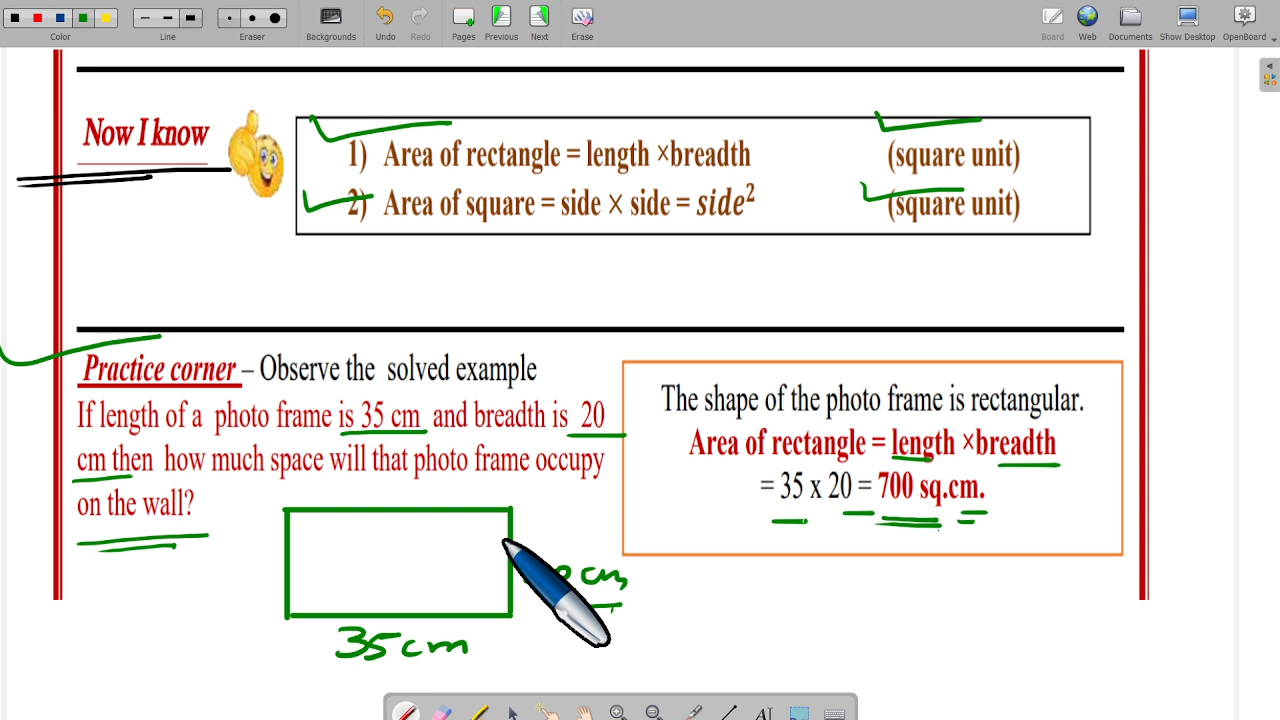 Color
Line
Eraser
Backgrounds
Undo
Redo
Pages
Previous
Next
Erase
Board
Web
Documents
Show Desktop
OpenBoard
Now I know
1) Area of rectangle = length ×breadth (square unit)
2) Area of square = side × side = side² (square unit)
Practice corner – Observe the solved example
If length of a photo frame is 35 cm and breadth is 20
cm then how much space will that photo frame occupy
on the wall?
The shape of the photo frame is rectangular.
Area of rectangle = length ×breadth
= 35 x 20 = 700 sq.cm.
cm
35 cm